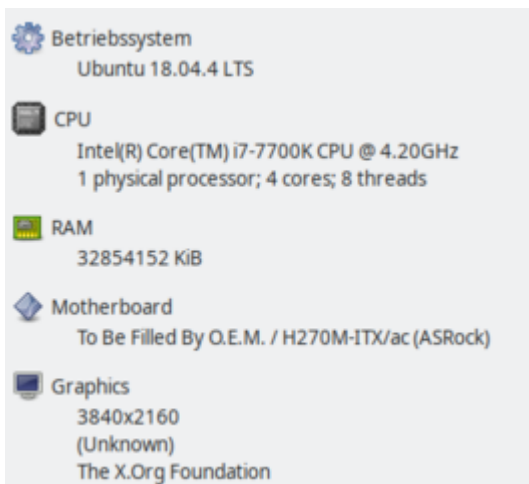 Betriebssystem
Ubuntu 18.04.4 LTS
CPU
Intel(R) Core(TM) i7-7700K CPU @ 4.20GHz
1 physical processor; 4 cores; 8 threads
RAM
32854152 KiB
Motherboard
To Be Filled By O.E.M. / H270M-ITX/ac (ASRock)
Graphics
3840x2160
(Unknown)
The X.Org Foundation